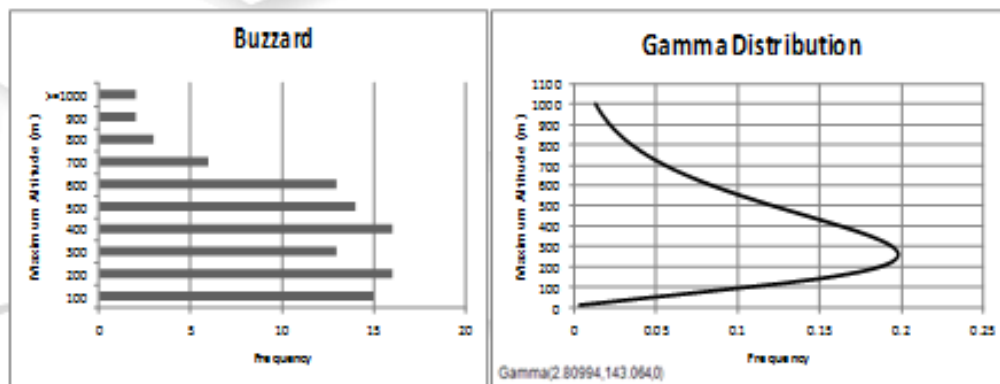 Buzzard
Maximum Altitude (m)
>=1000
900
800
700
600
500
400
300
200
100
0 5 10 15 20
Frequency
Gamma Distribution
Maximum Altitude (m)
1100
1000
900
800
700
600
500
400
300
200
100
0
0 0.05 0.1 0.15 0.2 0.25
Frequency
Gamma(2.80994,143.064,0)